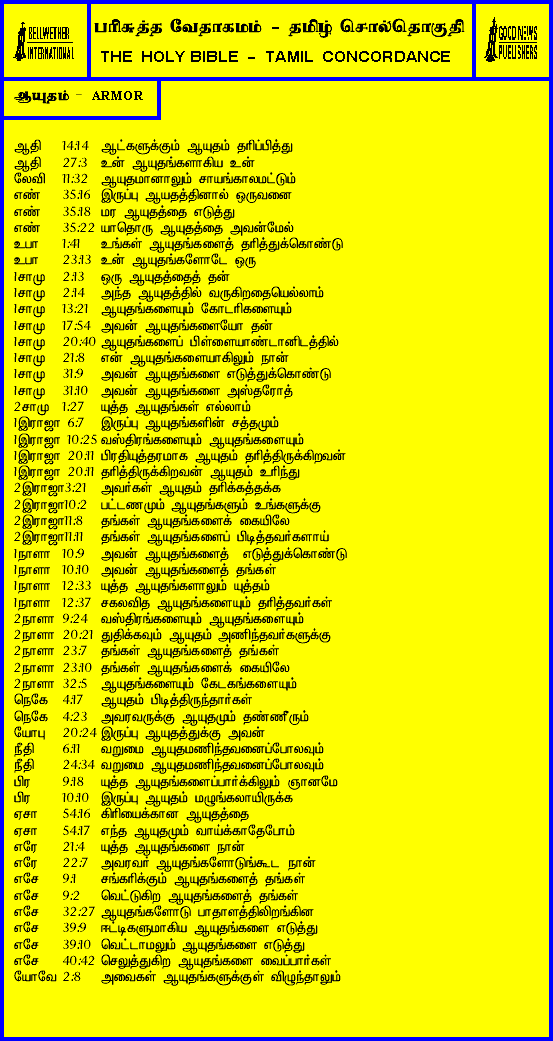 BELLWETHER
INTERNATIONAL
பரிசுத்த வேதாகமம் - தமிழ் சொல்தொகுதி
THE HOLY BIBLE - TAMIL CONCORDANCE
GOOD NEWS
PUBLISHERS
ஆயுதம் - ARMOR
ஆதி 14:14 ஆட்களுக்கும் ஆயுதம் தரிப்பித்து
ஆதி 27:3 உன் ஆயுதங்களாகிய உன்
லேவி 11:32 ஆயுதமானாலும் சாயங்காலமட்டும்
எண் 35:16 இருப்பு ஆயதத்தினால் ஒருவனை
எண் 35:18 மர ஆயுதத்தை எடுத்து
எண் 35:22 யாதொரு ஆயுதத்தை அவன்மேல்
உபா 1:41 உங்கள் ஆயுதங்களைத் தரித்துக்கொண்டு
உபா 23:13 உன் ஆயுதங்களோடே ஒரு
1சாமு 2:13 ஒரு ஆயுதத்தைத் தன்
1சாமு 2:14 அந்த ஆயுதத்தில் வருகிறதையெல்லாம்
1சாமு 13:21 ஆயுதங்களையும் கோடரிகளையும்
1சாமு 17:54 அவன் ஆயுதங்களையோ தன்
1சாமு 20:40 ஆயுதங்களைப் பிள்ளையாண்டானிடத்தில்
1சாமு 21:8 என் ஆயுதங்களையாகிலும் நான்
1சாமு 31:9 அவன் ஆயுதங்களை எடுத்துக்கொண்டு
1சாமு 31:10 அவன் ஆயுதங்களை அஸ்தரோத்
2சாமு 1:27 யுத்த ஆயுதங்கள் எல்லாம்
1இராஜா 6:7 இருப்பு ஆயுதங்களின் சத்தமும்
1இராஜா 10:25 வஸ்திரங்களையும் ஆயுதங்களையும்
1இராஜா 20:11 பிரதியுத்தரமாக ஆயுதம் தரித்திருக்கிறவன்
1இராஜா 20:11 தரித்திருக்கிறவன் ஆயுதம் உரிந்து
2இராஜா3:21 அவர்கள் ஆயுதம் தரிக்கத்தக்க
2இராஜா10:2 பட்டணமும் ஆயுதங்களும் உங்களுக்கு
2இராஜா11:8 தங்கள் ஆயுதங்களைக் கையிலே
2இராஜா11:11 தங்கள் ஆயுதங்களைப் பிடித்தவர்களாய்
1நாளா 10:9 அவன் ஆயுதங்களைத் எடுத்துக்கொண்டு
1நாளா 10:10 அவன் ஆயுதங்களைத் தங்கள்
1நாளா 12:33 யுத்த ஆயுதங்களாலும் யுத்தம்
1நாளா 12:37 சகலவித ஆயுதங்களையும் தரித்தவர்கள்
2நாளா 9:24 வஸ்திரங்களையும் ஆயுதங்களையும்
2நாளா 20:21 துதிக்கவும் ஆயுதம் அணிந்தவர்களுக்கு
2நாளா 23:7 தங்கள் ஆயுதங்களைத் தங்கள்
2நாளா 23:10 தங்கள் ஆயுதங்களைக் கையிலே
2நாளா 32:5 ஆயுதங்களையும் கேடகங்களையும்
நெகே 4:17 ஆயுதம் பிடித்திருந்தார்கள்
நெகே 4:23 அவரவருக்கு ஆயுதமும் தண்ணீரும்
யோபு 20:24 இருப்பு ஆயுதத்துக்கு அவன்
நீதி 6:11 வறுமை ஆயுதமணிந்தவனைப்போலவும்
நீதி 24:34 வறுமை ஆயுதமணிந்தவனைப்போலவும்
பிர 9:18 யுத்த ஆயுதங்களைப்பார்க்கிலும் ஞானமே
பிர 10:10 இருப்பு ஆயுதம் மழுங்கலாயிருக்க
ஏசா 54:16 கிரியைக்கான ஆயுதத்தை
ஏசா 54:17 எந்த ஆயுதமும் வாய்க்காதேபோம்
எரே 21:4 யுத்த ஆயுதங்களை நான்
எரே 22:7 அவரவர் ஆயுதங்களோடுங்கூட நான்
எசே 9:1 சங்கரிக்கும் ஆயுதங்களைத் தங்கள்
எசே 9:2 வெட்டுகிற ஆயுதங்களைத் தங்கள்
எசே 32:27 ஆயுதங்களோடு பாதாளத்திலிறங்கின
எசே 39:9 ஈட்டிகளுமாகிய ஆயுதங்களை எடுத்து
எசே 39:10 வெட்டாமலும் ஆயுதங்களை எடுத்து
எசே 40:42 செலுத்துகிற ஆயுதங்களை வைப்பார்கள்
யோவே 2:8 அவைகள் ஆயுதங்களுக்குள் விழுந்தாலும்